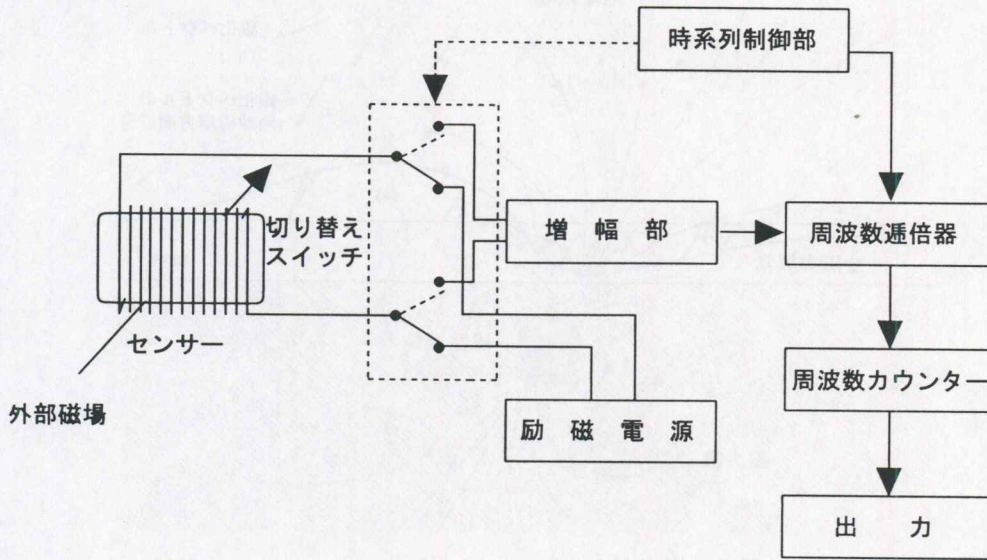 時系列制御部
切り替え
スイッチ
増幅部
周波数逓倍器
センサー
外部磁場
周波数カウンター
励磁電源
出力